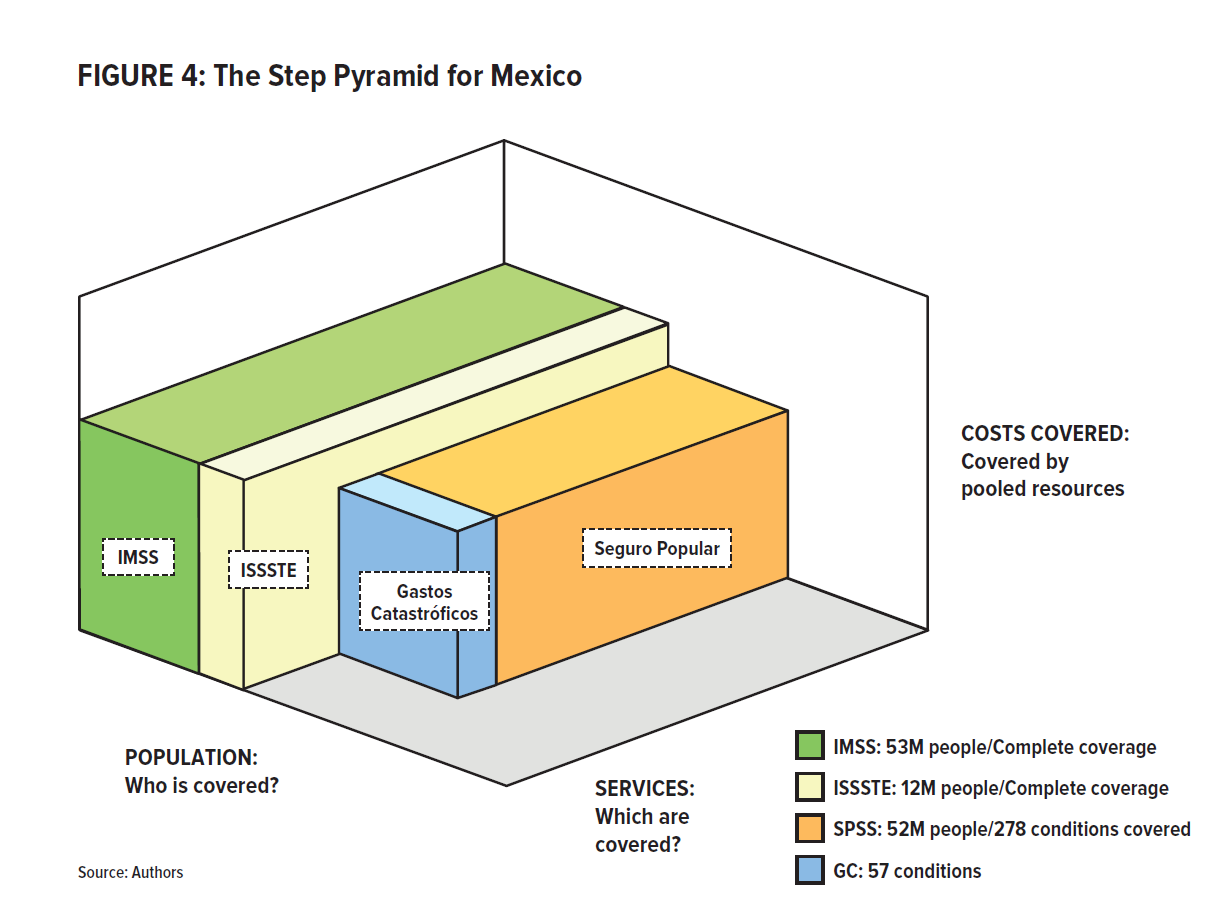 FIGURE 4: The Step Pyramid for Mexico
IMSS
ISSSTE
Gastos
Catastróficos
Seguro Popular
COSTS COVERED:
Covered by
pooled resources
POPULATION:
Who is covered?
SERVICES:
Which are
covered?
IMSS: 53M people/Complete coverage
ISSSTE: 12M people/Complete coverage
SPSS: 52M people/278 conditions covered
GC: 57 conditions
Source: Authors